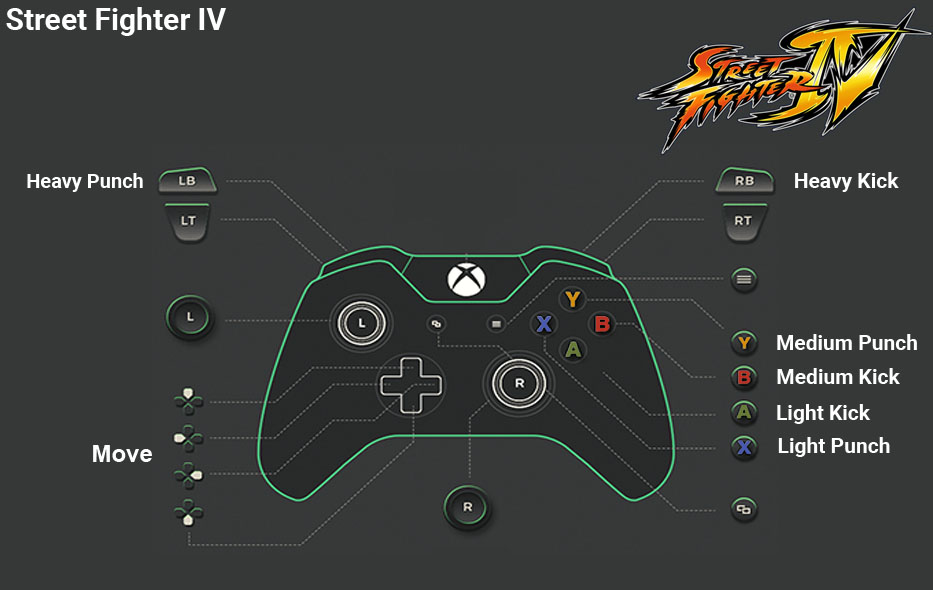 Street Fighter IV
STREET
FIGHTER IV
Heavy Punch
LB
RB
Heavy Kick
LT
RT
L
L
Y
X
B
A
R
Y
Medium Punch
B
Medium Kick
A
Light Kick
X
Light Punch
Move
R